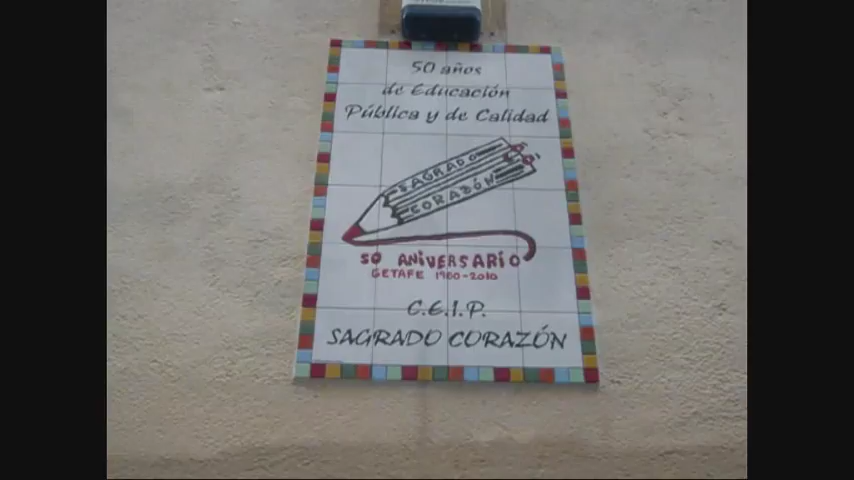 50 años
de Educación
Pública y de Calidad
SAGRADO
CORAZÓN
50 ANIVERSARIO
GETAFE 1960-2010
C.E.I.P.
SAGRADO CORAZÓN